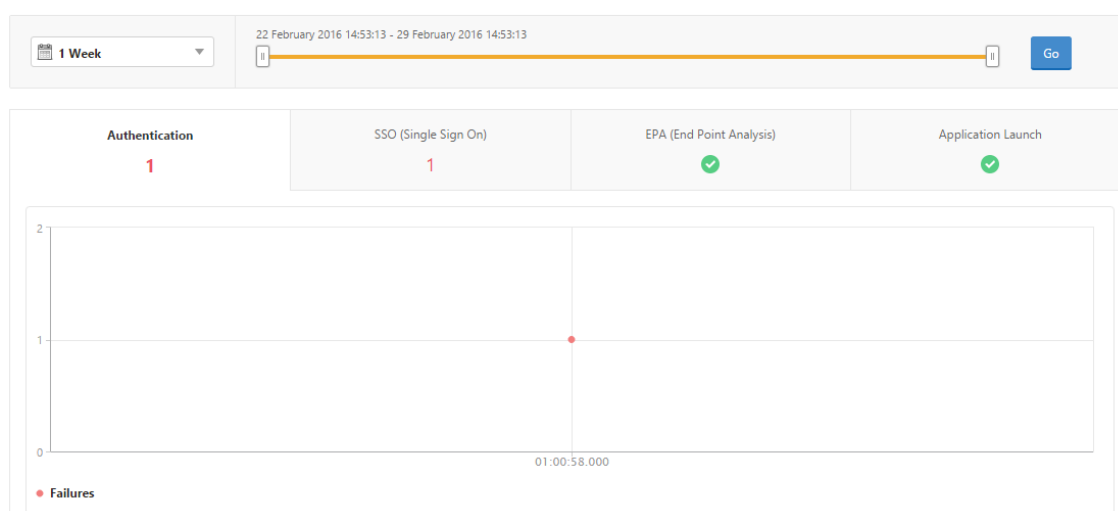 22 February 2016 14:53:13 - 29 February 2016 14:53:13
1 Week
Go
Authentication
SSO (Single Sign On)
EPA (End Point Analysis)
Application Launch
1
1
2
1
0
01:00:58.000
Failures